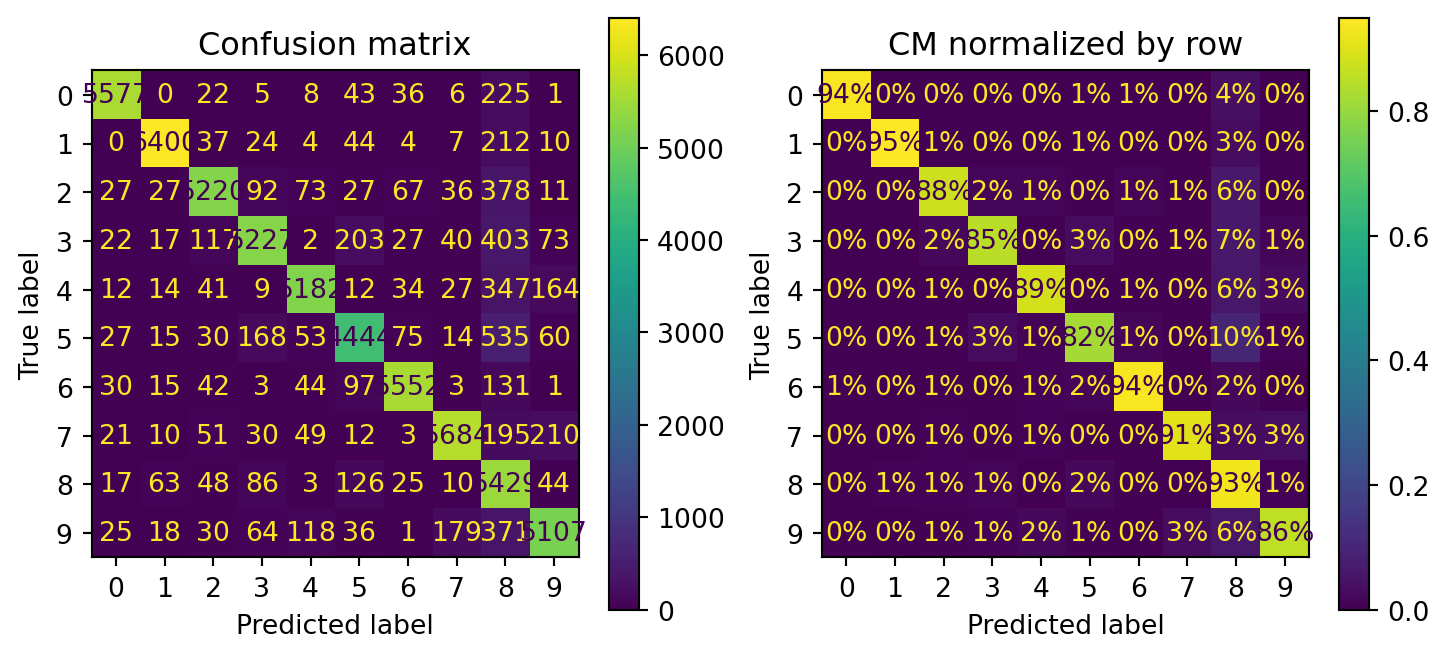 Confusion matrix
0 5577 0 22 5 8 43 36 6 225 1
1 0 6400 37 24 4 44 4 7 212 10
2 27 27 5220 92 73 27 67 36 378 11
3 22 17 117 5227 2 203 27 40 403 73
4 12 14 41 9 5182 12 34 27 347 164
5 27 15 30 168 53 4444 75 14 535 60
6 30 15 42 3 44 97 5552 3 131 1
7 21 10 51 30 49 12 3 5684 195 210
8 17 63 48 86 3 126 25 10 5429 44
9 25 18 30 64 118 36 1 179 371 5107
0 1 2 3 4 5 6 7 8 9
Predicted label
True label
6000
5000
4000
3000
2000
1000
0
CM normalized by row
0 94% 0% 0% 0% 0% 1% 1% 0% 4% 0%
1 0% 95% 1% 0% 0% 1% 0% 0% 3% 0%
2 0% 0% 88% 2% 1% 0% 1% 1% 6% 0%
3 0% 0% 2% 85% 0% 3% 0% 1% 7% 1%
4 0% 0% 1% 0% 89% 0% 1% 0% 6% 3%
5 0% 0% 1% 3% 1% 82% 1% 0% 10% 1%
6 1% 0% 1% 0% 1% 2% 94% 0% 2% 0%
7 0% 0% 1% 0% 1% 0% 0% 91% 3% 3%
8 0% 1% 1% 1% 0% 2% 0% 0% 93% 1%
9 0% 0% 1% 1% 2% 1% 0% 3% 6% 86%
0 1 2 3 4 5 6 7 8 9
Predicted label
True label
0.8
0.6
0.4
0.2
0.0